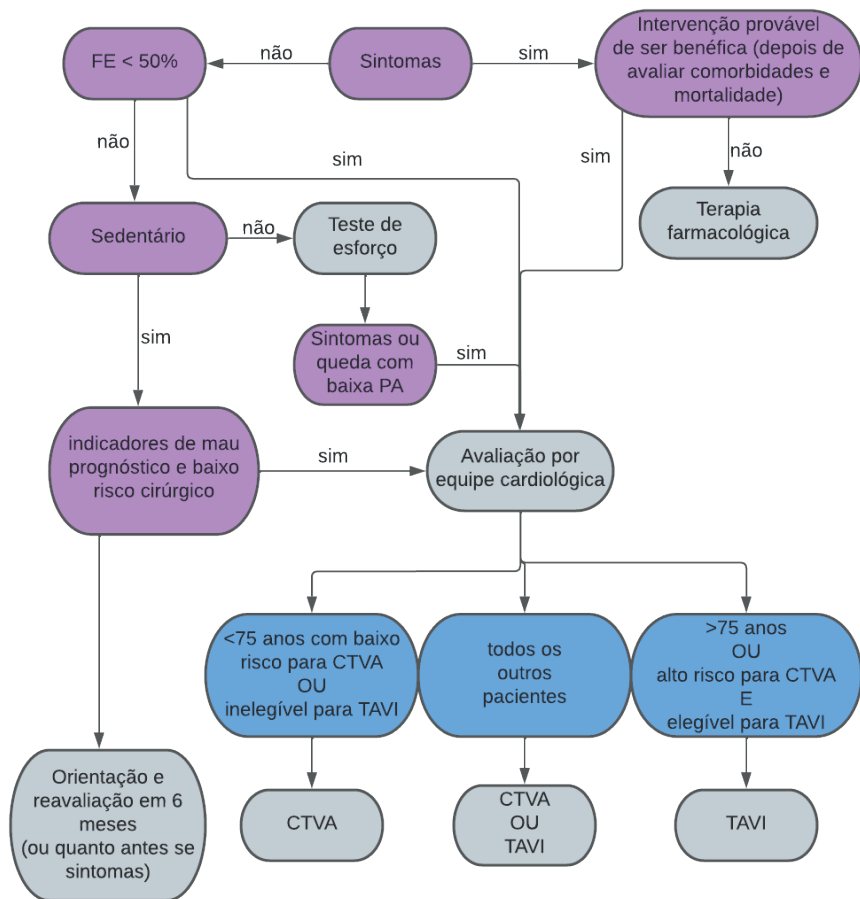 FE < 50%
não
Sintomas
sim
Intervenção provável
de ser benéfica (depois de
avaliar comorbidades e
mortalidade)
não
sim
sim
não
Sedentário
não
Teste de
esforço
Terapia
farmacológica
sim
Sintomas ou
queda com
baixa PA
sim
indicadores de mau
prognóstico e baixo
risco cirúrgico
sim
Avaliação por
equipe cardiológica
<75 anos com baixo
risco para CTVA
OU
inelegível para TAVI
todos os
outros
pacientes
>75 anos
OU
alto risco para CTVA
E
elegível para TAVI
Orientação e
reavaliação em 6
meses
(ou quanto antes se
sintomas)
CTVA
CTVA
OU
TAVI
TAVI